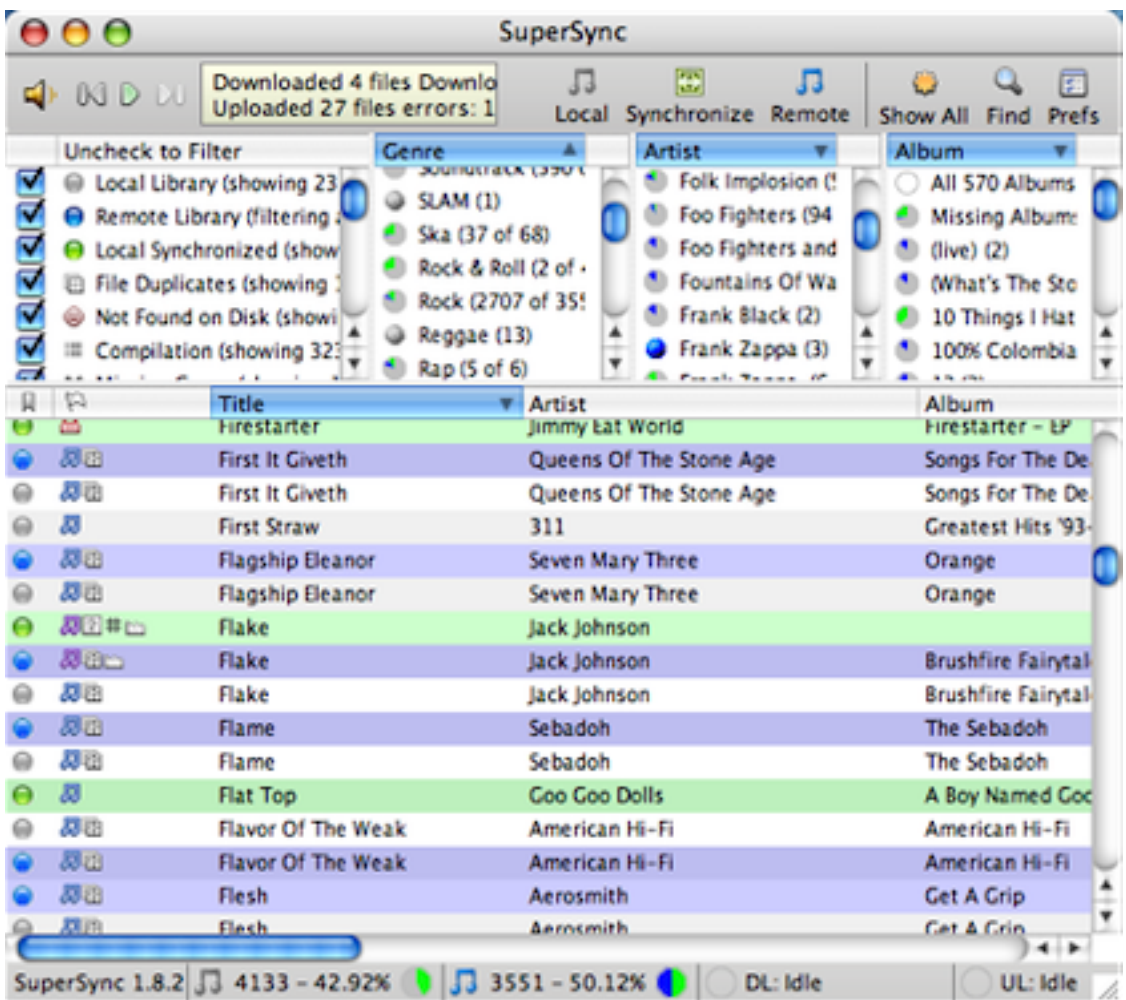 SuperSync
Downloaded 4 files Downlo
Uploaded 27 files errors: 1
Local Synchronize Remote Show All Find Prefs
Uncheck to Filter
Local Library (showing 23
Remote Library (filtering
Local Synchronized (show
File Duplicates (showing
Not Found on Disk (showi
Compilation (showing 323
Genre
SLAM (1)
Ska (37 of 68)
Rock & Roll (2 of
Rock (2707 of 355
Reggae (13)
Rap (5 of 6)
Artist
Folk Implosion (
Foo Fighters (94
Foo Fighters and
Fountains Of Wa
Frank Black (2)
Frank Zappa (3)
Album
All 570 Albums
Missing Album
(live) (2)
(What's The Sto
10 Things I Hat
100% Colombia
Title Artist Album
Firestarter Jimmy Eat World Firestarter - EP
First It Giveth Queens Of The Stone Age Songs For The De
First It Giveth Queens Of The Stone Age Songs For The De
First Straw 311 Greatest Hits '93-
Flagship Eleanor Seven Mary Three Orange
Flagship Eleanor Seven Mary Three Orange
Flake Jack Johnson
Flake Jack Johnson Brushfire Fairytal
Flake Jack Johnson Brushfire Fairytal
Flame Sebadoh The Sebadoh
Flame Sebadoh The Sebadoh
Flat Top Goo Goo Dolls A Boy Named Goo
Flavor Of The Weak American Hi-Fi American Hi-Fi
Flavor Of The Weak American Hi-Fi American Hi-Fi
Flesh Aerosmith Get A Grip
Flesh Aerosmith Get A Grip
SuperSync 1.8.2 4133 - 42.92% 3551 - 50.12% DL: Idle UL: Idle